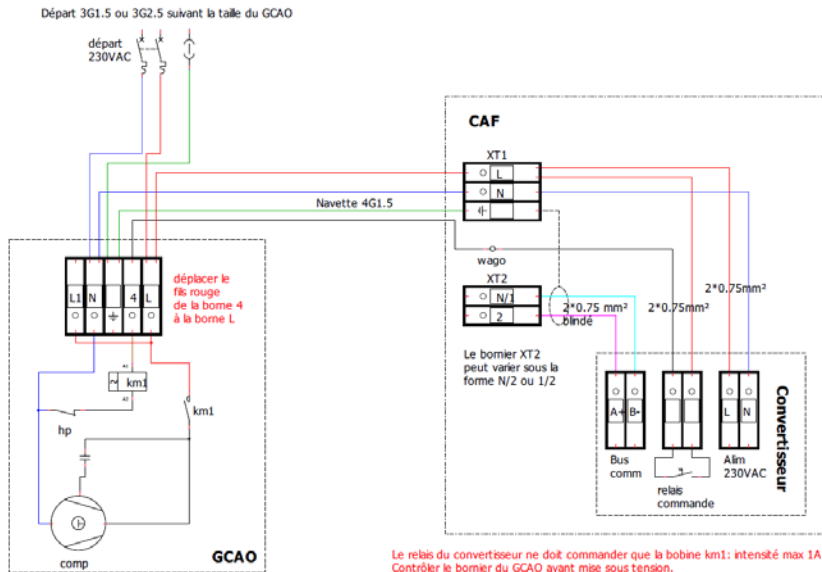 Départ 3G1.5 ou 3G2.5 suivant la taille du GCAO
départ
230VAC
CAF
XT1
L
N
Navette 4G1.5
wago
XT2
N/1
2
2*0.75 mm²
blindé
2*0.75mm²
2*0.75mm²
L1
N
4
L
déplacer le
fils rouge
de la borne 4
à la borne L
Le bornier XT2
peut varier sous la
forme N/2 ou 1/2
A1
km1
A2
hp
km1
comp
GCAO
A+
B-
L
N
Bus
comm
relais
commande
Alim
230VAC
Convertisseur
Le relais du convertisseur ne doit commander que la bobine km1: intensité max 1A
Contrôler le bornier du GCAO avant mise sous tension.